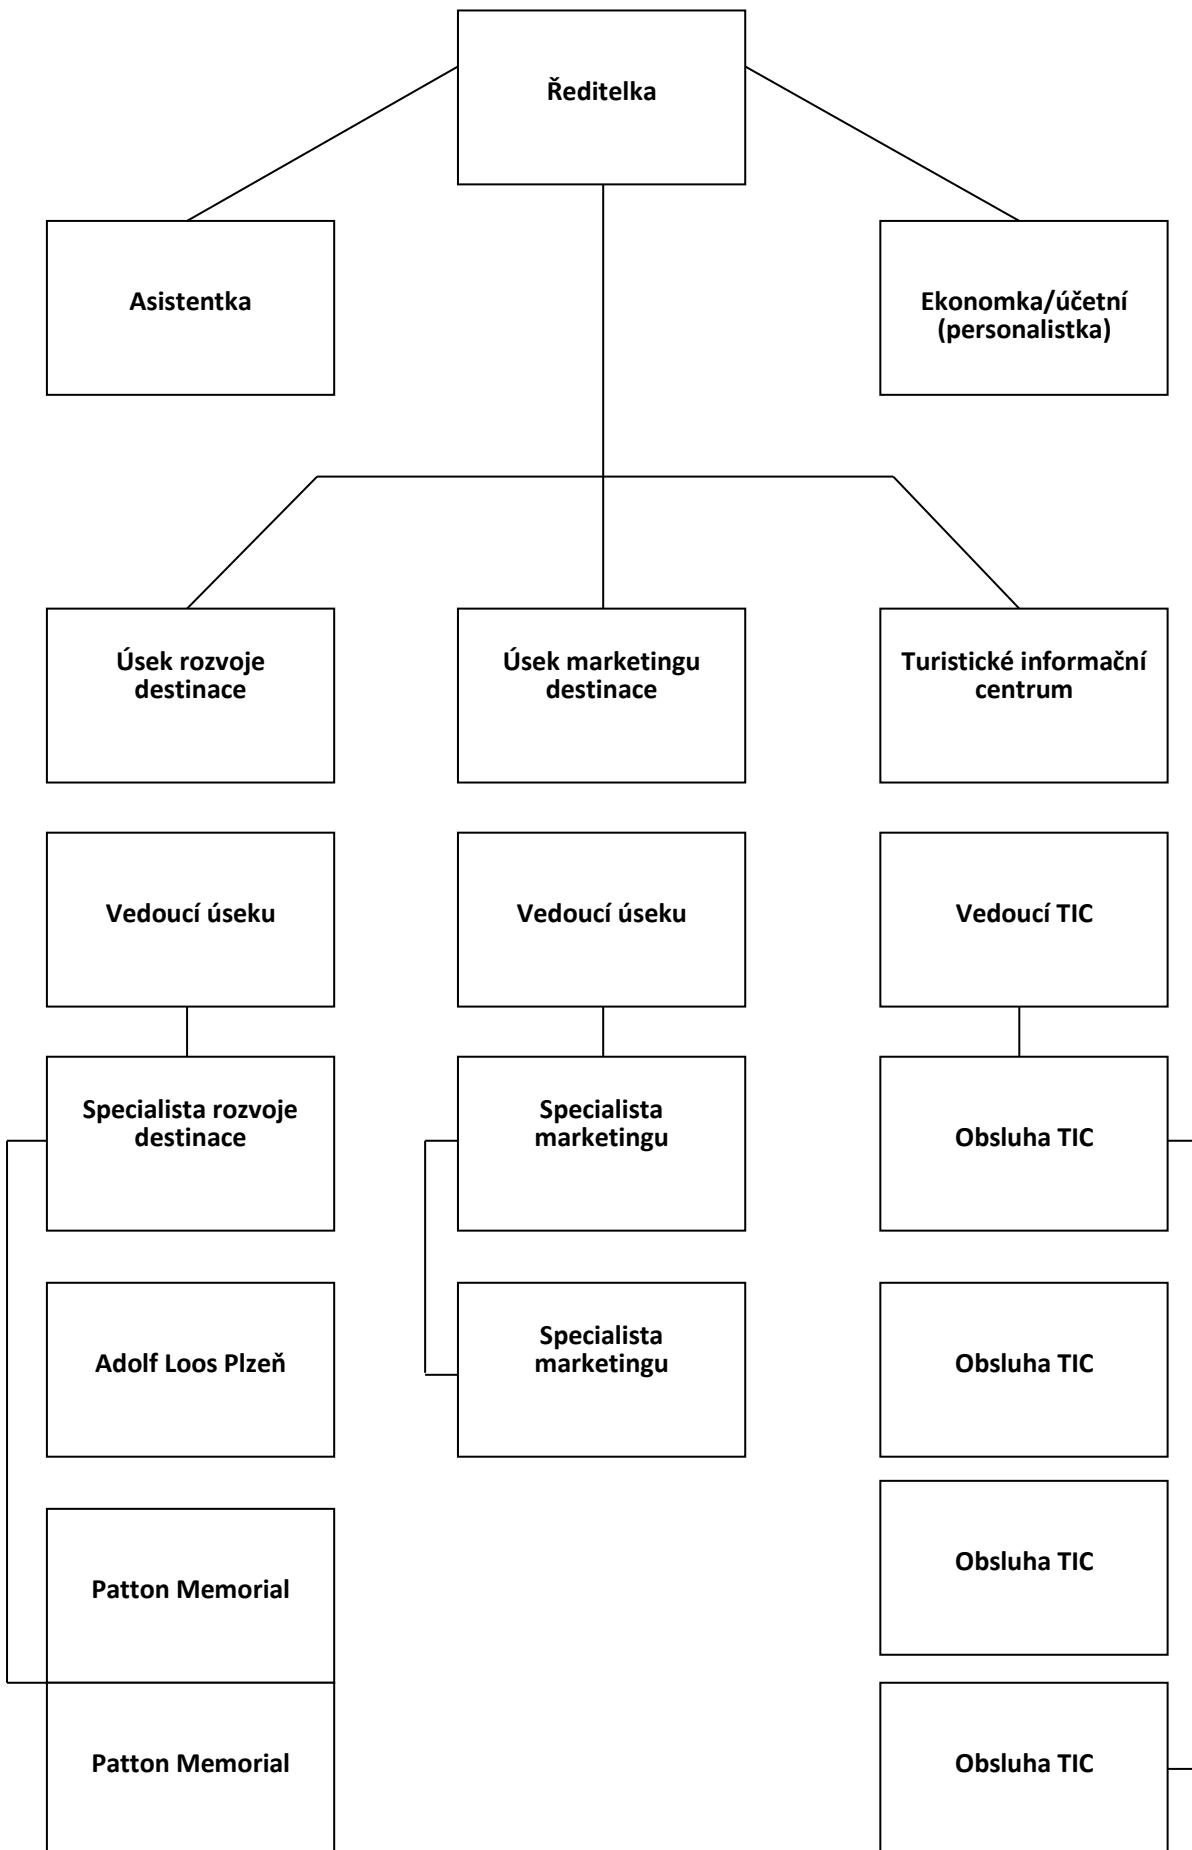 Ředitelka
Asistentka
Ekonomka/účetní
(personalistka)
Úsek rozvoje
destinace
Úsek marketingu
destinace
Turistické informační
centrum
Vedoucí úseku
Vedoucí úseku
Vedoucí TIC
Specialista rozvoje
destinace
Specialista
marketingu
Obsluha TIC
Adolf Loos Plzeň
Specialista
marketingu
Obsluha TIC
Patton Memorial
Obsluha TIC
Patton Memorial
Obsluha TIC